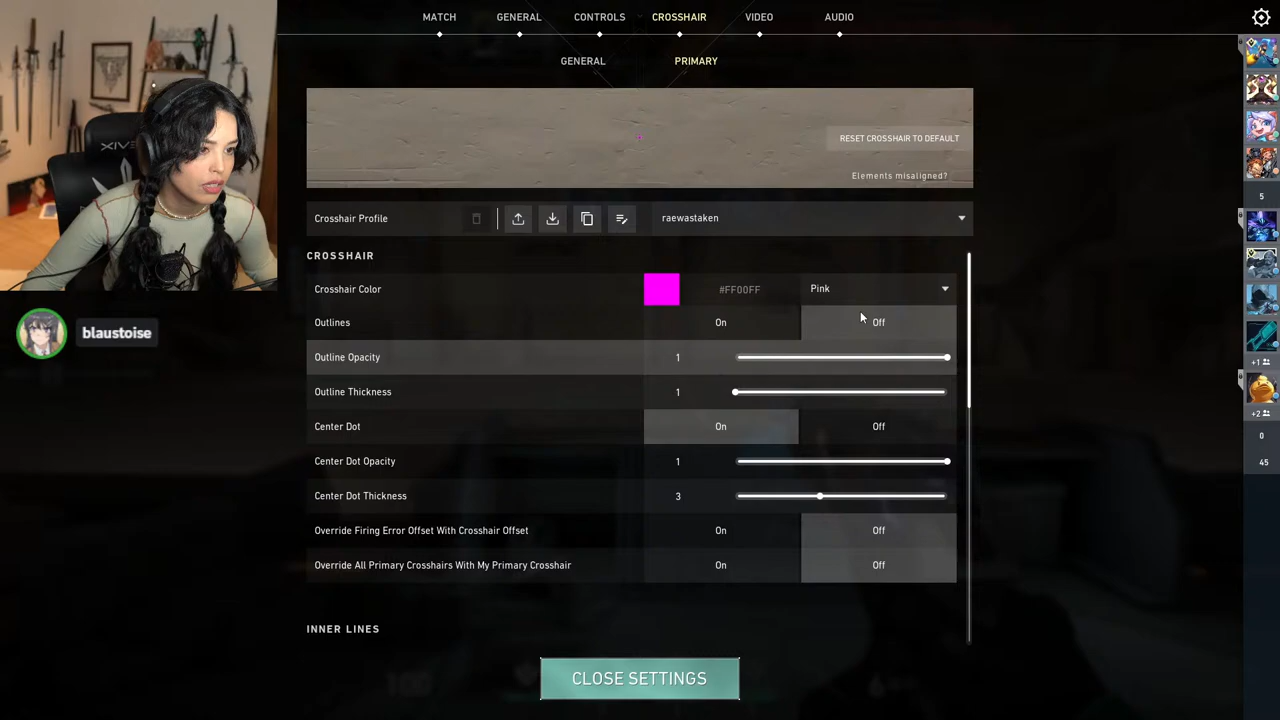 MATCH GENERAL CONTROLS CROSSHAIR VIDEO AUDIO
GENERAL PRIMARY
RESET CROSSHAIR TO DEFAULT
Elements misaligned?
Crosshair Profile raewastaken
CROSSHAIR
Crosshair Color #FF00FF Pink
Outlines On Off
Outline Opacity 1
Outline Thickness 1
Center Dot On Off
Center Dot Opacity 1
Center Dot Thickness 3
Override Firing Error Offset With Crosshair Offset On Off
Override All Primary Crosshairs With My Primary Crosshair On Off
INNER LINES
CLOSE SETTINGS
blaustoise
5
+1
+2
0
45